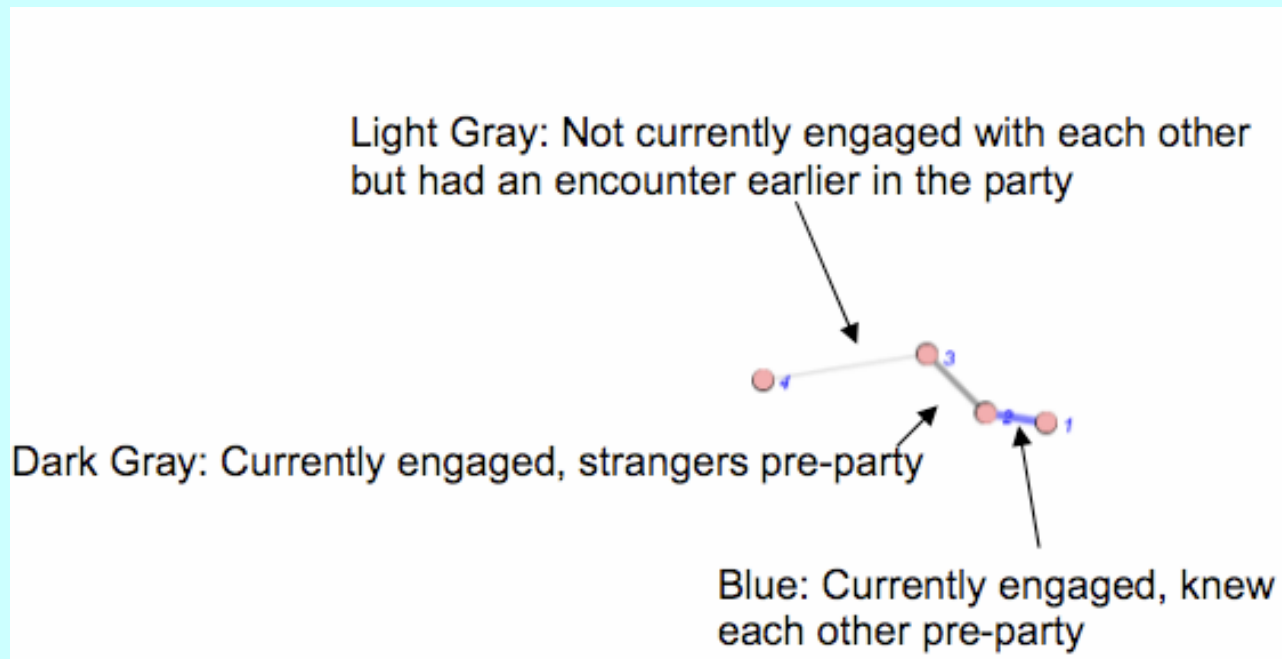 Light Gray: Not currently engaged with each other
but had an encounter earlier in the party
3
4
2
1
Dark Gray: Currently engaged, strangers pre-party
Blue: Currently engaged, knew
each other pre-party